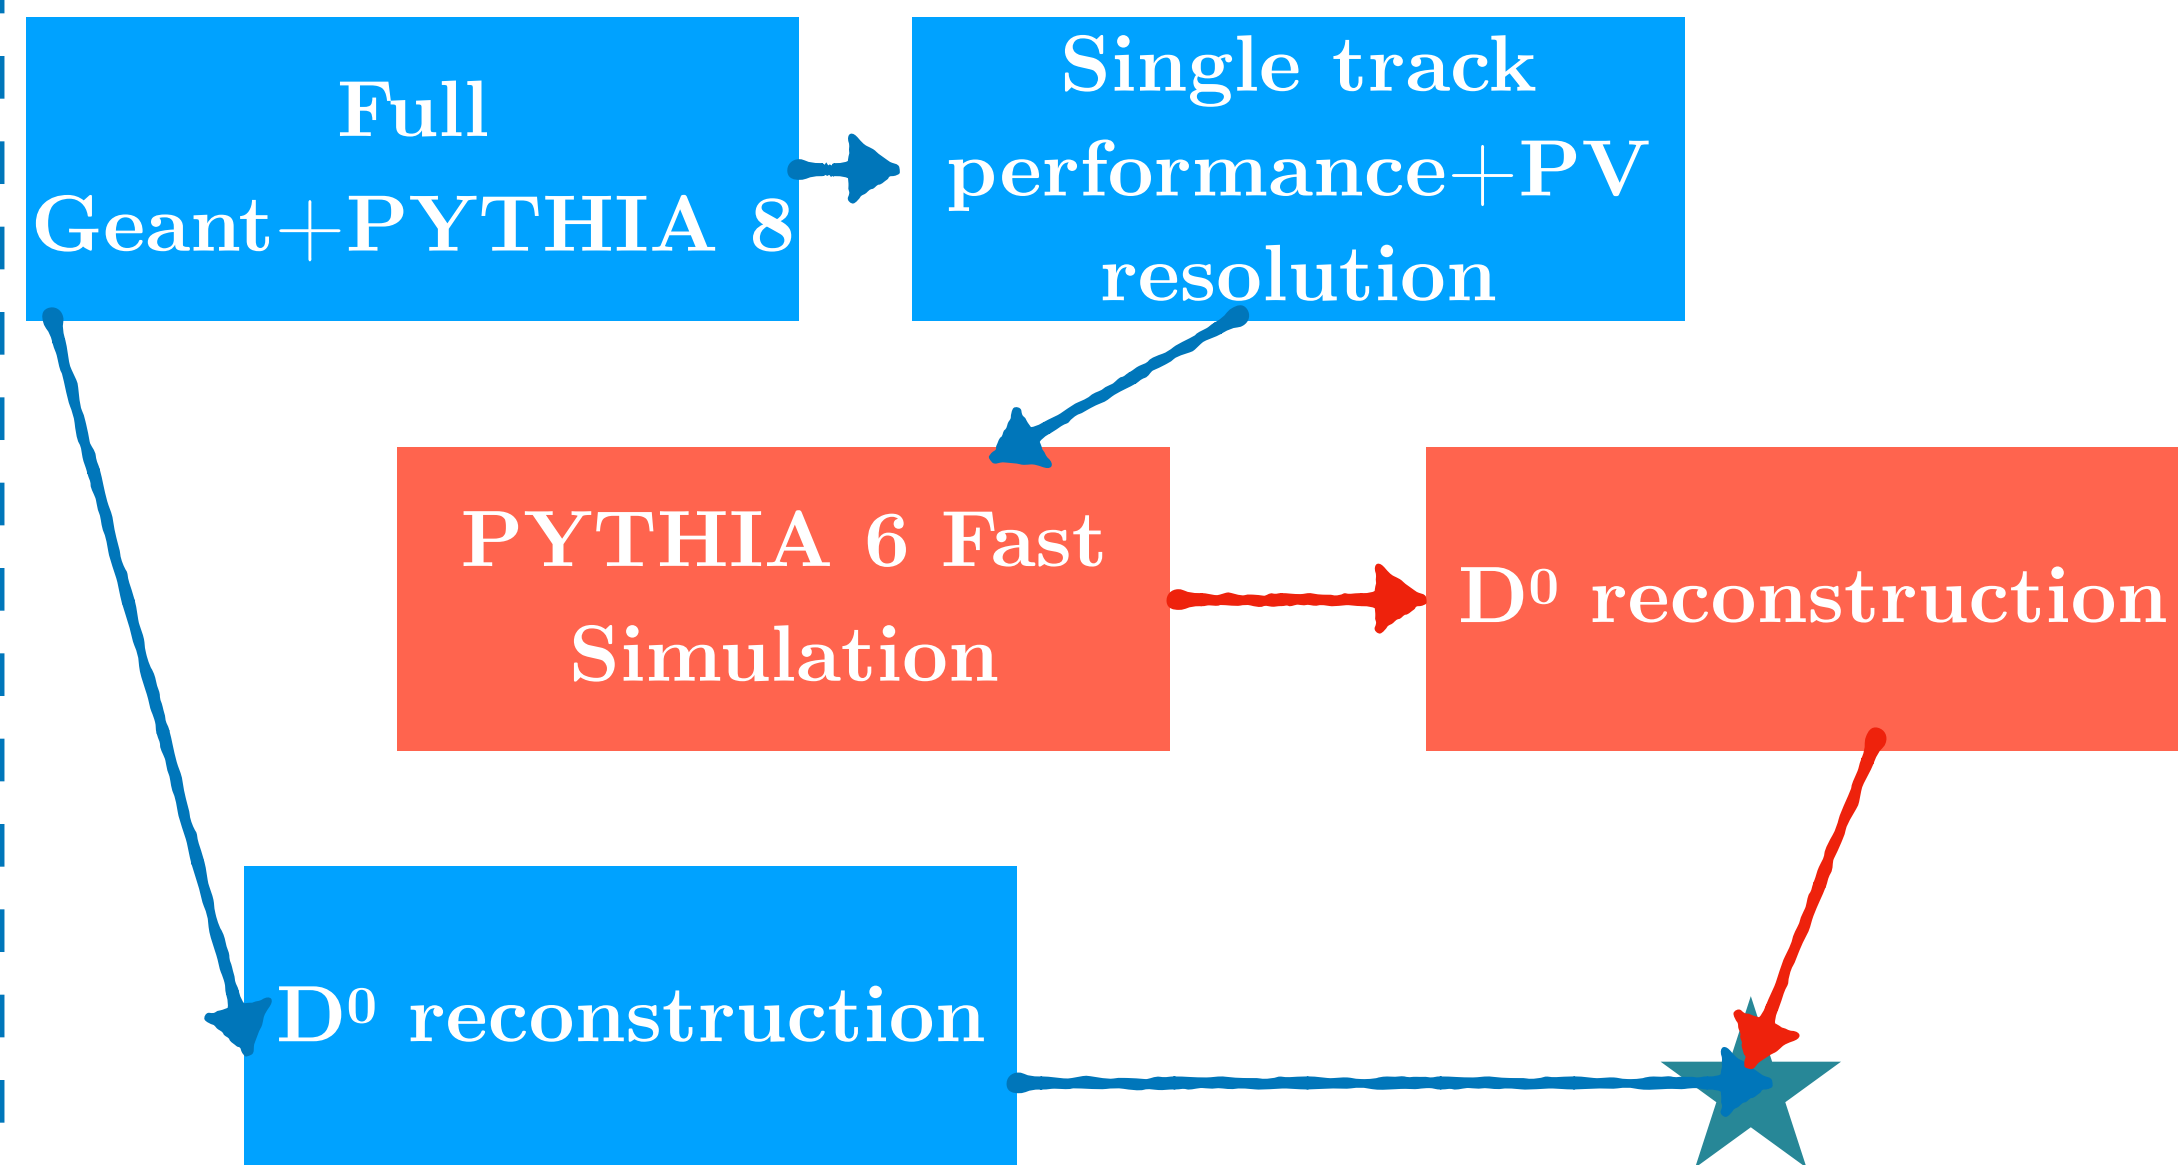 Full
Geant+PYTHIA 8
Single track
performance+PV
resolution
PYTHIA 6 Fast
Simulation
D⁰ reconstruction
D⁰ reconstruction